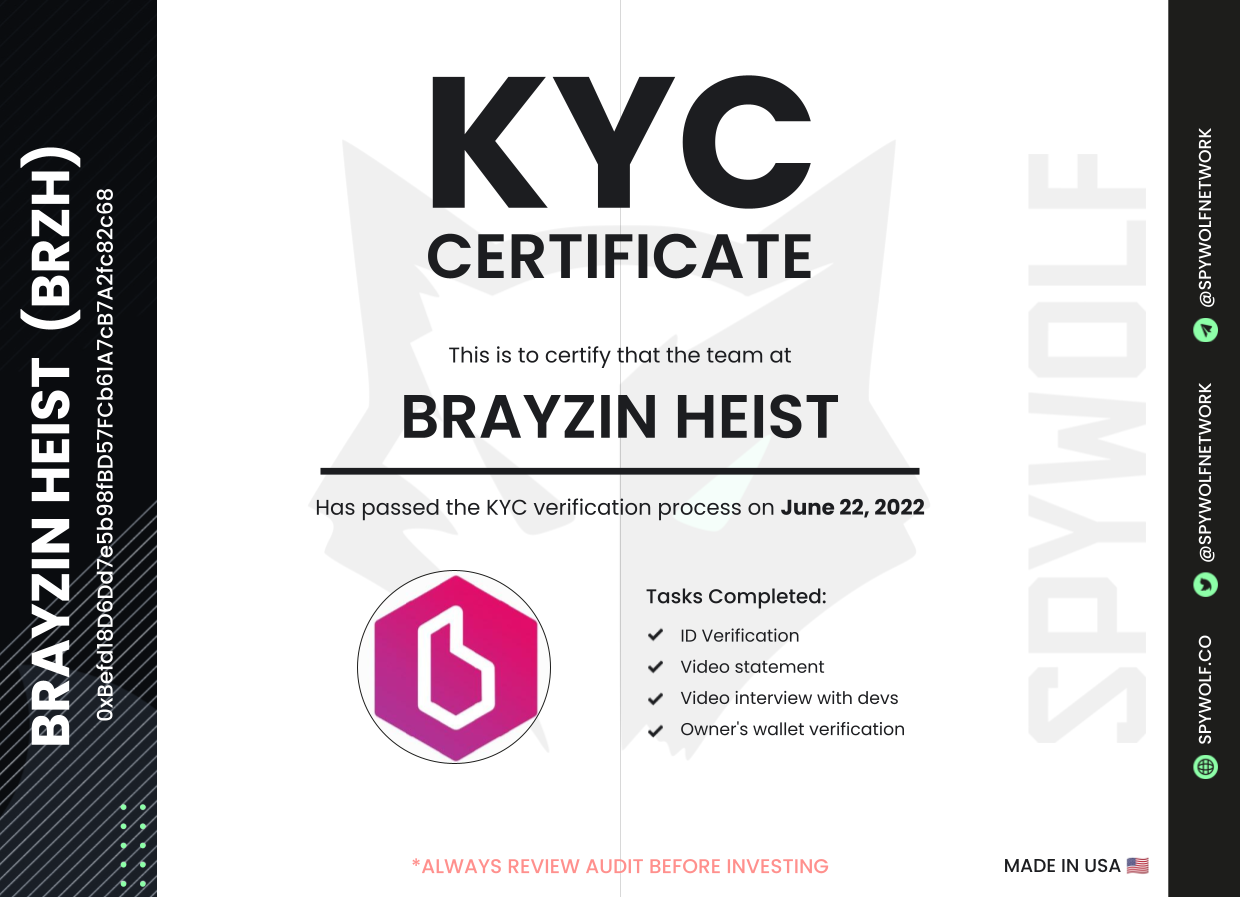 BRAYZIN HEIST (BRZH)
0xBefd18D6Dd7e5b98fBD57FCb61A7cB7A2fc82c68
KYC
CERTIFICATE
This is to certify that the team at
BRAYZIN HEIST
Has passed the KYC verification process on June 22, 2022
Tasks Completed:
ID Verification
Video statement
Video interview with devs
Owner's wallet verification
*ALWAYS REVIEW AUDIT BEFORE INVESTING
MADE IN USA 🇺🇸
SPYWOLF
SPYWOLF.CO
@SPYWOLFNETWORK
@SPYWOLFNETWORK